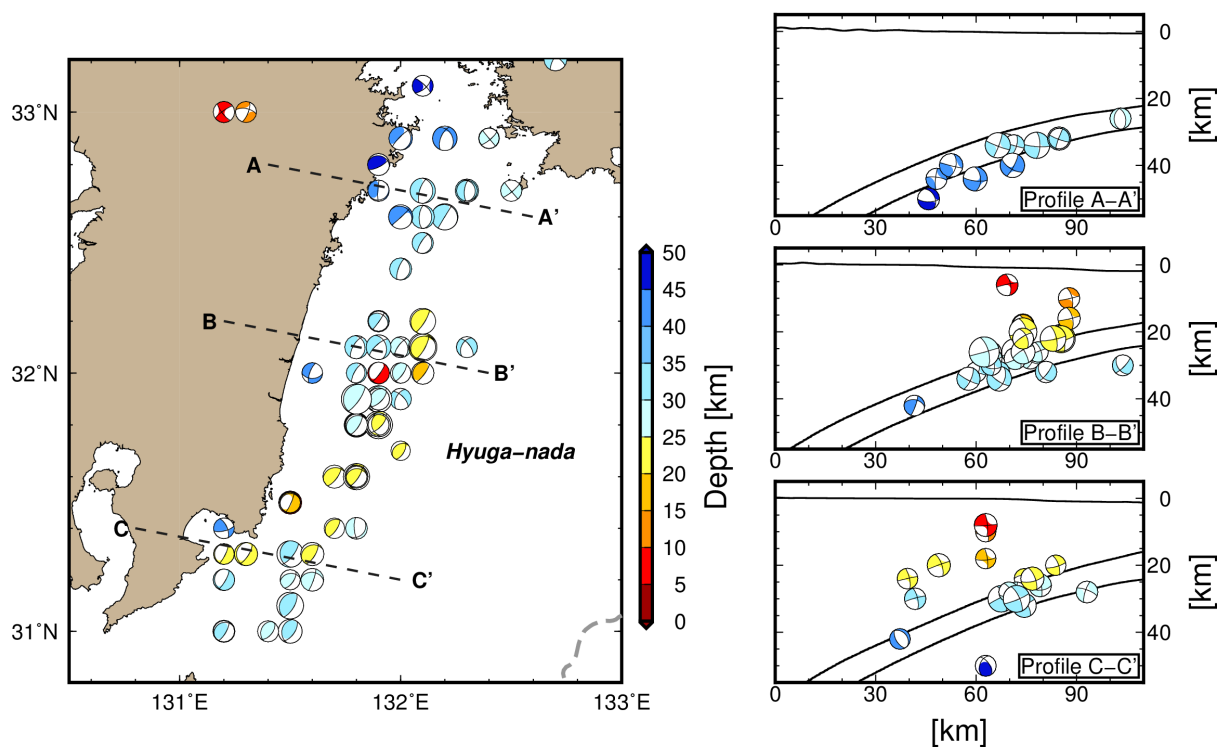 33˚N
32˚N
31˚N
131˚E
132˚E
133˚E
A
A'
B
B'
C
C'
Hyuga−nada
50
45
40
35
30
25
20
15
10
5
0
Depth [km]
0
20
40
[km]
0
30
60
90
Profile A−A'
0
20
40
[km]
0
30
60
90
Profile B−B'
0
20
40
[km]
0
30
60
90
Profile C−C'
[km]